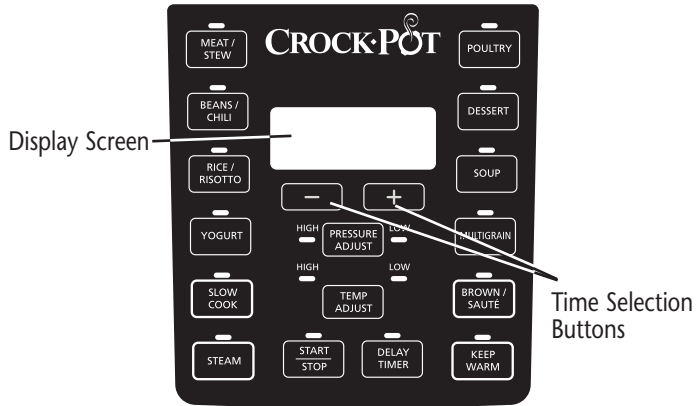 MEAT /
STEW
CROCK•POT
POULTRY
BEANS /
CHILI
DESSERT
Display Screen
RICE /
RISOTTO
SOUP
− +
YOGURT
HIGH
PRESSURE
ADJUST
LOW
MULTIGRAIN
HIGH
LOW
SLOW
COOK
TEMP
ADJUST
BROWN /
SAUTÉ
Time Selection
Buttons
STEAM
START
STOP
DELAY
TIMER
KEEP
WARM